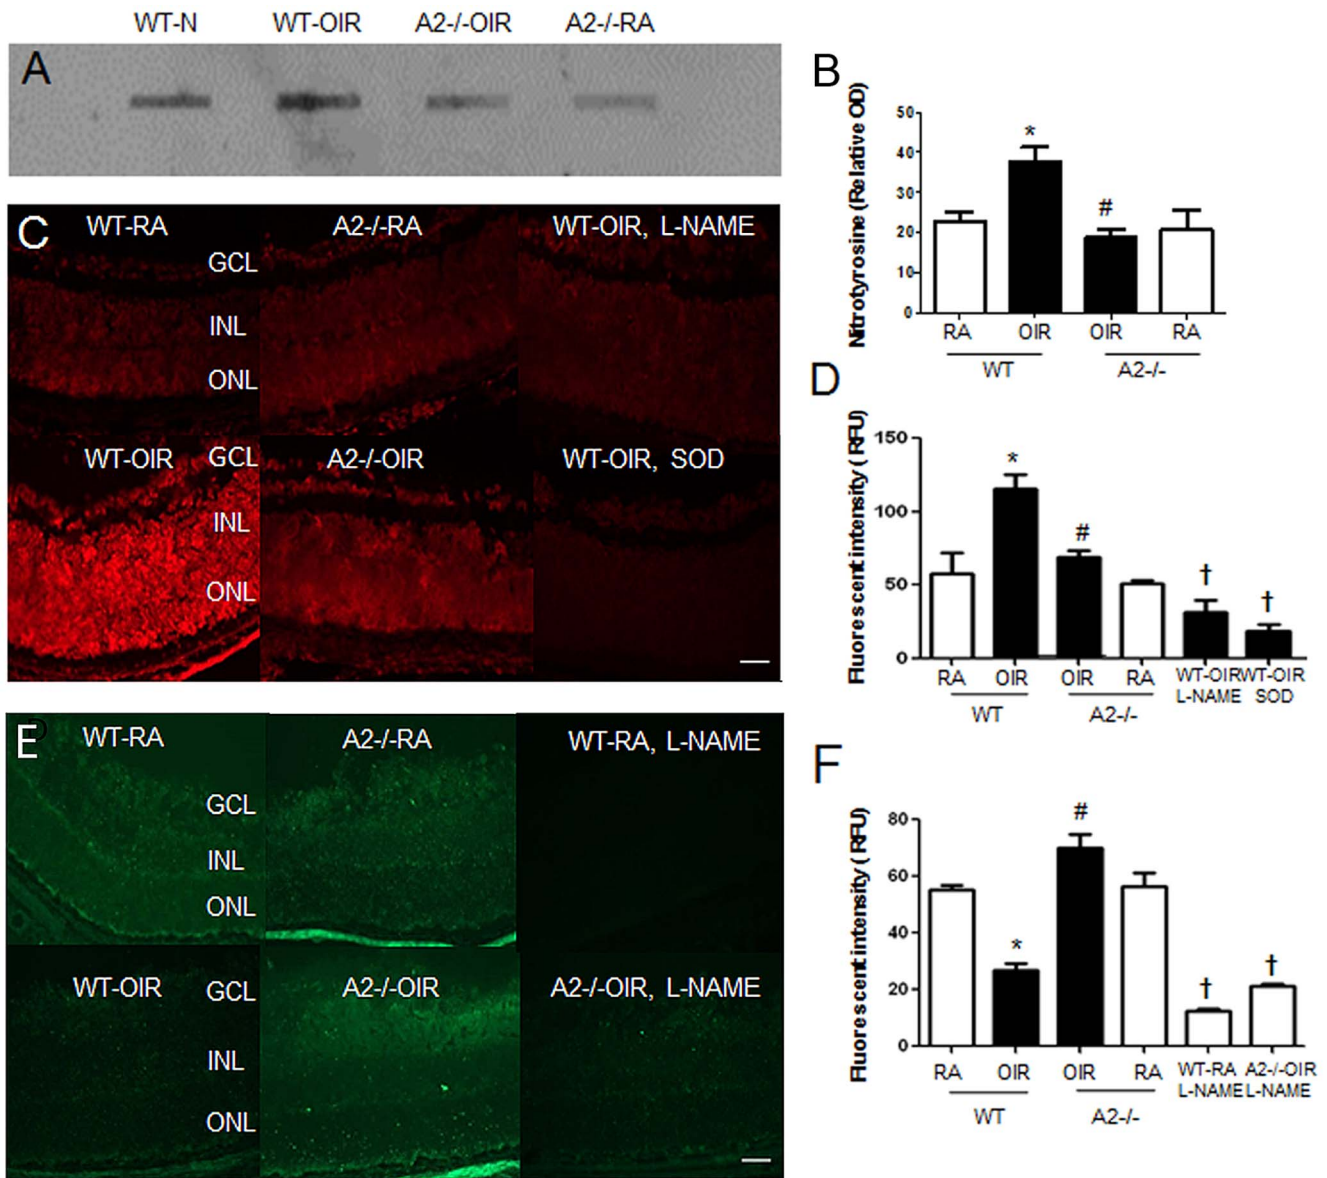 WT-N WT-OIR A2-/-OIR A2-/-RA
A
B
Nitrotyrosine (Relative OD)
50
40
30
20
10
0
*
#
RA OIR OIR RA
WT A2-/-
C
WT-RA A2-/-RA WT-OIR, L-NAME
GCL
INL
ONL
WT-OIR GCL A2-/-OIR WT-OIR, SOD
INL
ONL
D
Fluorescent intensity (RFU)
150
100
50
0
*
#
†
†
RA OIR OIR RA WT-OIR WT-OIR
L-NAME SOD
WT A2-/-
E
WT-RA A2-/-RA WT-RA, L-NAME
GCL
INL
ONL
WT-OIR GCL A2-/-OIR A2-/-OIR, L-NAME
INL
ONL
F
Fluorescent intensity (RFU)
80
60
40
20
0
*
#
†
†
RA OIR OIR RA WT-RA A2-/-OIR
L-NAME L-NAME
WT A2-/-